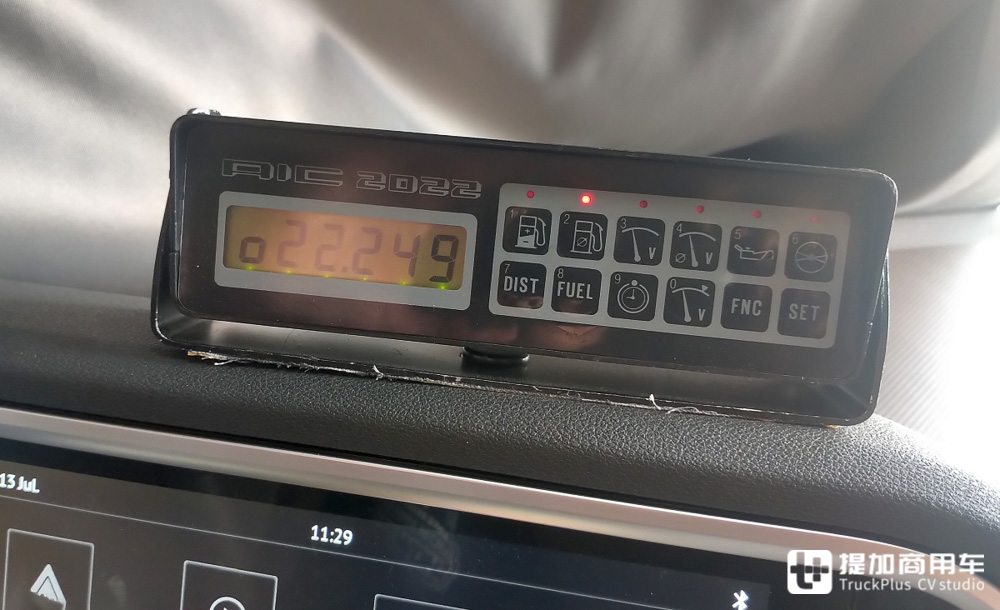 AIC 2022
o22.249
1 2 3 V 4 Ø V 5 6
7 DIST 8 FUEL 9 0 V FNC SET
13 JuL
11:29
提加商用车
TruckPlus CV studio